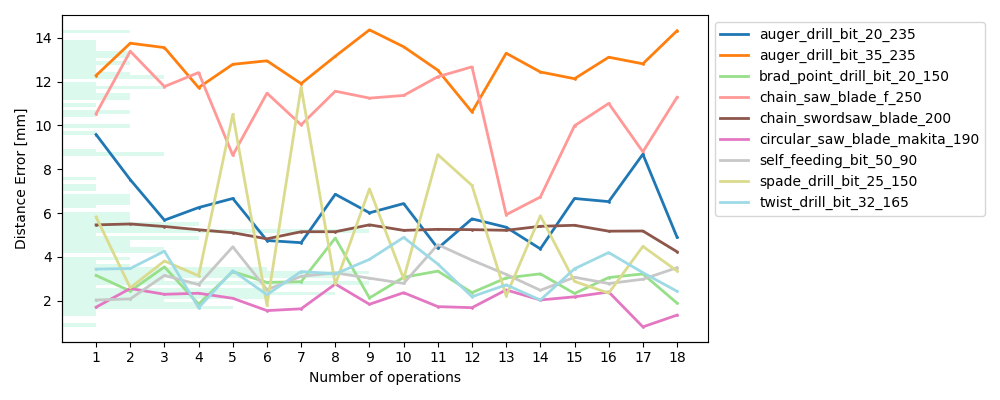 Distance Error [mm]
14
12
10
8
6
4
2
1 2 3 4 5 6 7 8 9 10 11 12 13 14 15 16 17 18
Number of operations
auger_drill_bit_20_235
auger_drill_bit_35_235
brad_point_drill_bit_20_150
chain_saw_blade_f_250
chain_swordsaw_blade_200
circular_saw_blade_makita_190
self_feeding_bit_50_90
spade_drill_bit_25_150
twist_drill_bit_32_165